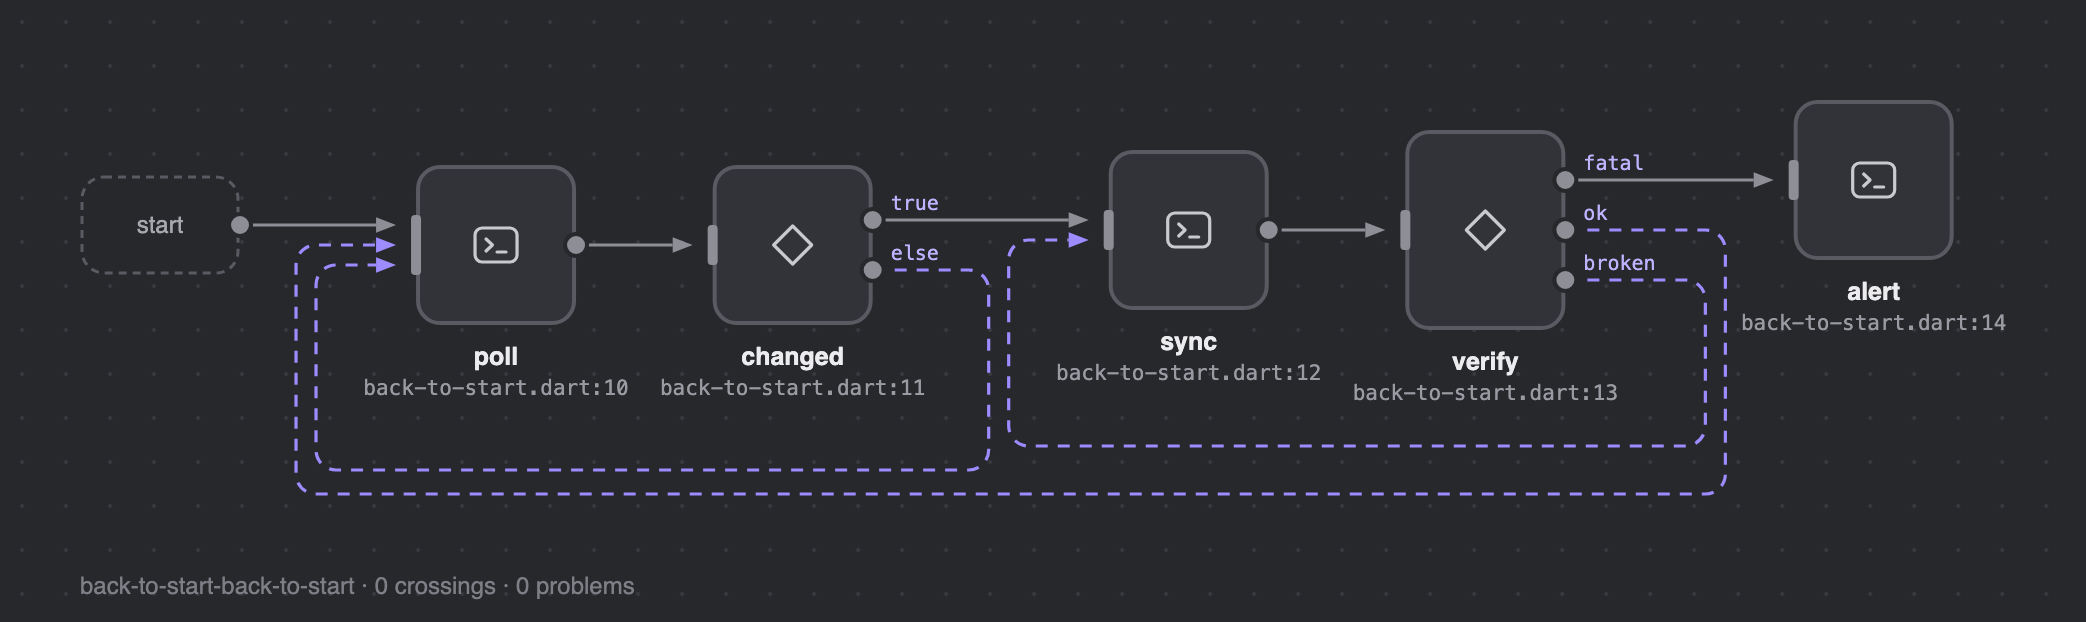 start
poll
back-to-start.dart:10
changed
back-to-start.dart:11
true
else
sync
back-to-start.dart:12
verify
back-to-start.dart:13
fatal
ok
broken
alert
back-to-start.dart:14
back-to-start-back-to-start · 0 crossings · 0 problems